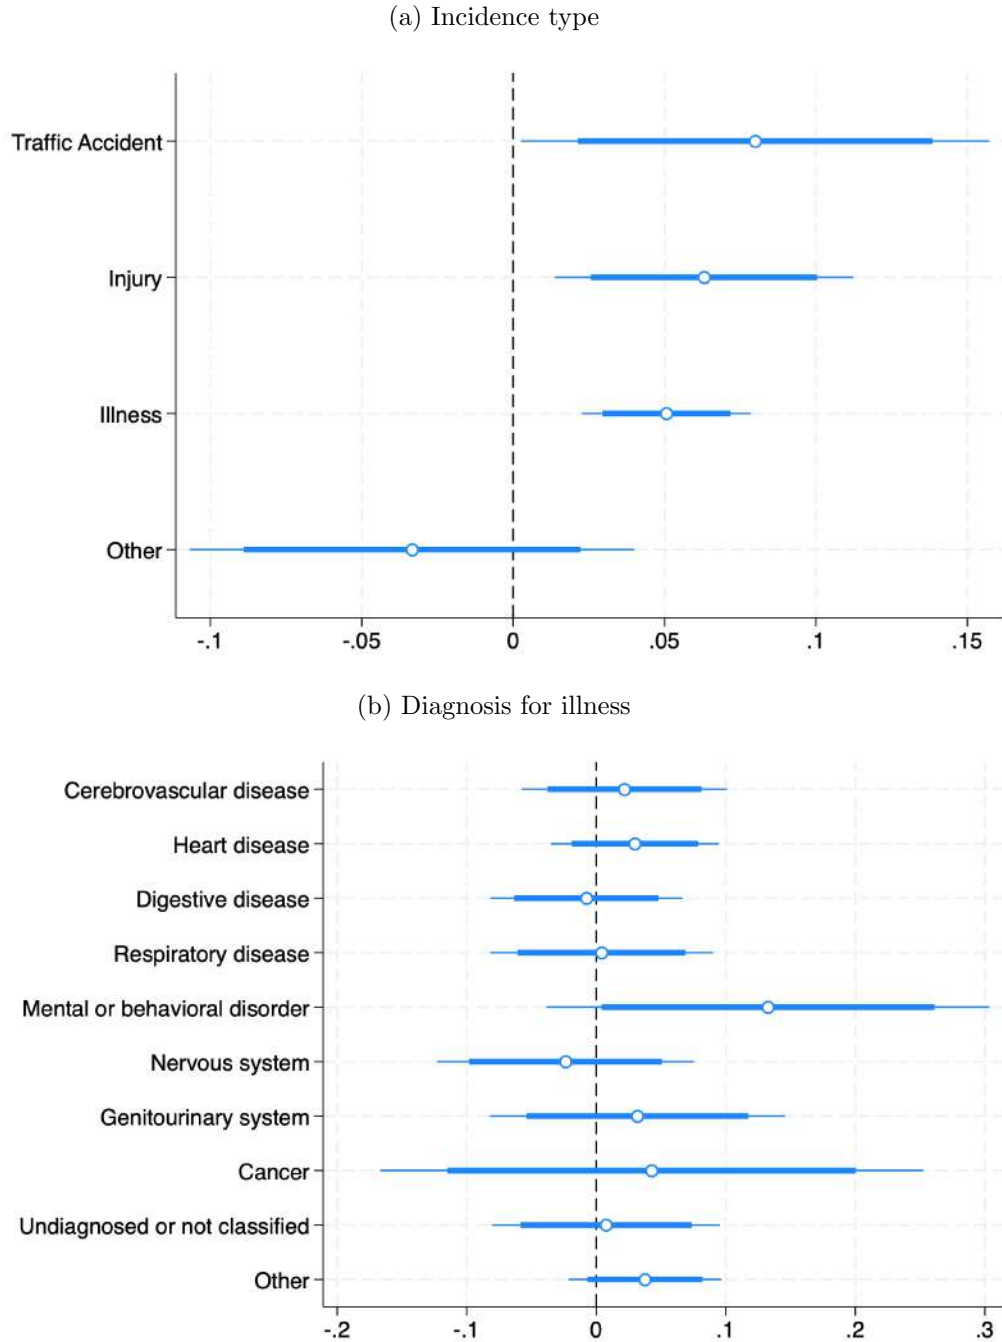 (a) Incidence type
Traffic Accident
Injury
Illness
Other
-.1 -.05 0 .05 .1 .15
(b) Diagnosis for illness
Cerebrovascular disease
Heart disease
Digestive disease
Respiratory disease
Mental or behavioral disorder
Nervous system
Genitourinary system
Cancer
Undiagnosed or not classified
Other
-.2 -.1 0 .1 .2 .3